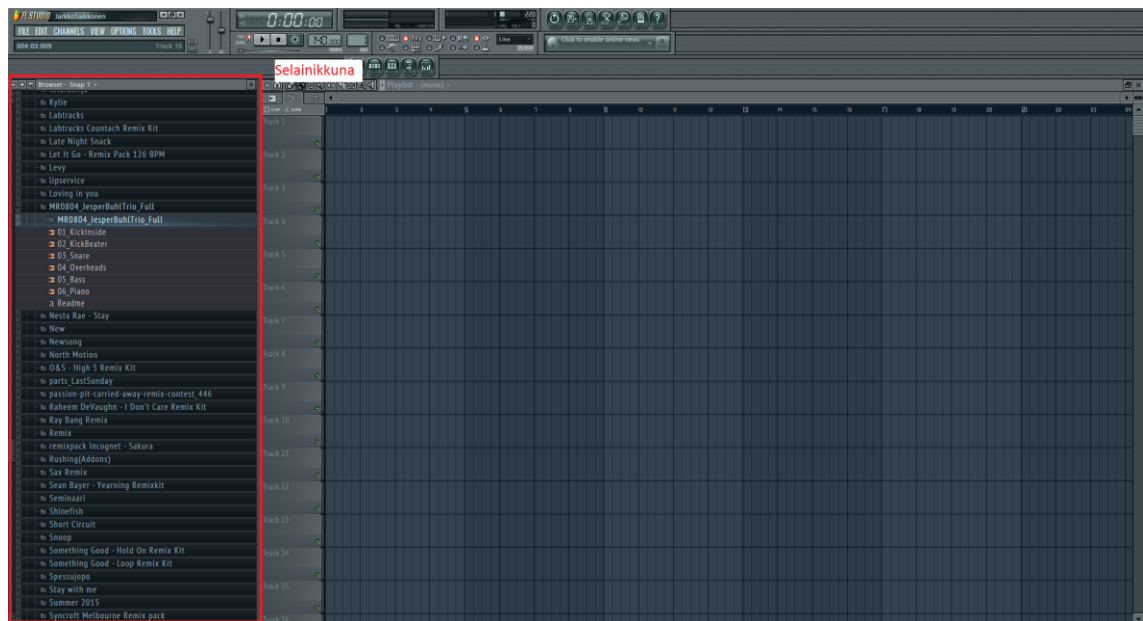 FL STUDIO JarkkoSaikkonen
FILE EDIT CHANNELS VIEW OPTIONS TOOLS HELP
004:03:009 Track 16
0:00:00
220
Line
Click to enable online news
Selainikkuna
Browser - Snap 1
Playlist - (none)
Kylie
Labtracks
Labtracks Countach Remix Kit
Late Night Snack
Let It Go - Remix Pack 126 BPM
Levy
lipservice
Loving in you
MR0804_JesperBuhlTrio_Full
MR0804_JesperBuhlTrio_Full
01_KickInside
02_KickBeater
03_Snare
04_Overheads
05_Bass
06_Piano
Readme
Nesta Rae - Stay
New
Newsong
North Motion
O&S - High 5 Remix Kit
parts_LastSunday
passion-pit-carried-away-remix-contest_446
Raheem DeVaughn - I Don't Care Remix Kit
Ray Bang Remix
Remix
remixpack Incognet - Sakura
Rushing(Addons)
Sax Remix
Sean Bayer - Yearning Remixkit
Seminaari
Shinefish
Short Circuit
Snoop
Something Good - Hold On Remix Kit
Something Good - Loop Remix Kit
Spessujopo
Stay with me
Summer 2015
Syncroft Melbourne Remix pack
STEP SLIDE
1 2 3 4 5 6 7 8 9 10 11 12 13 14 15 16 17 18 19 20 21 22 23 24
Track 1
Track 2
Track 3
Track 4
Track 5
Track 6
Track 7
Track 8
Track 9
Track 10
Track 11
Track 12
Track 13
Track 14
Track 15
Track 16